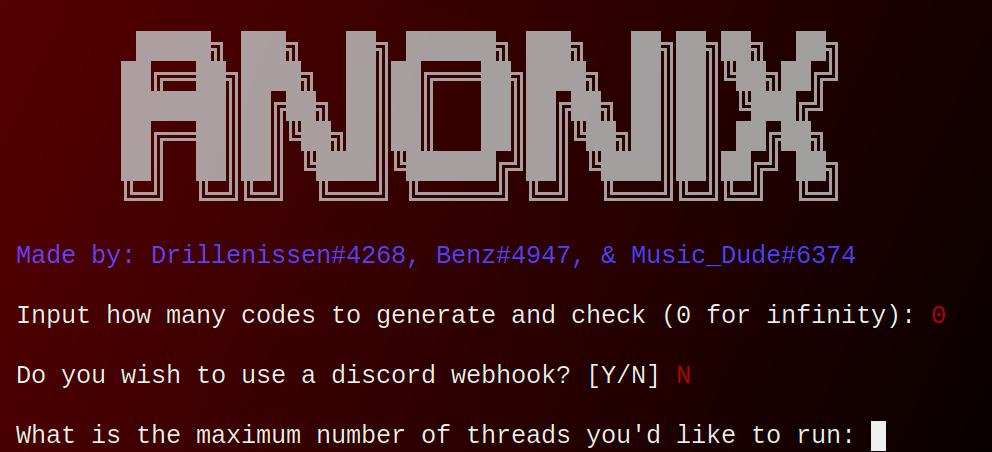 ANONIX
Made by: Drillenissen#4268, Benz#4947, & Music_Dude#6374
Input how many codes to generate and check (0 for infinity): 0
Do you wish to use a discord webhook? [Y/N] N
What is the maximum number of threads you'd like to run: